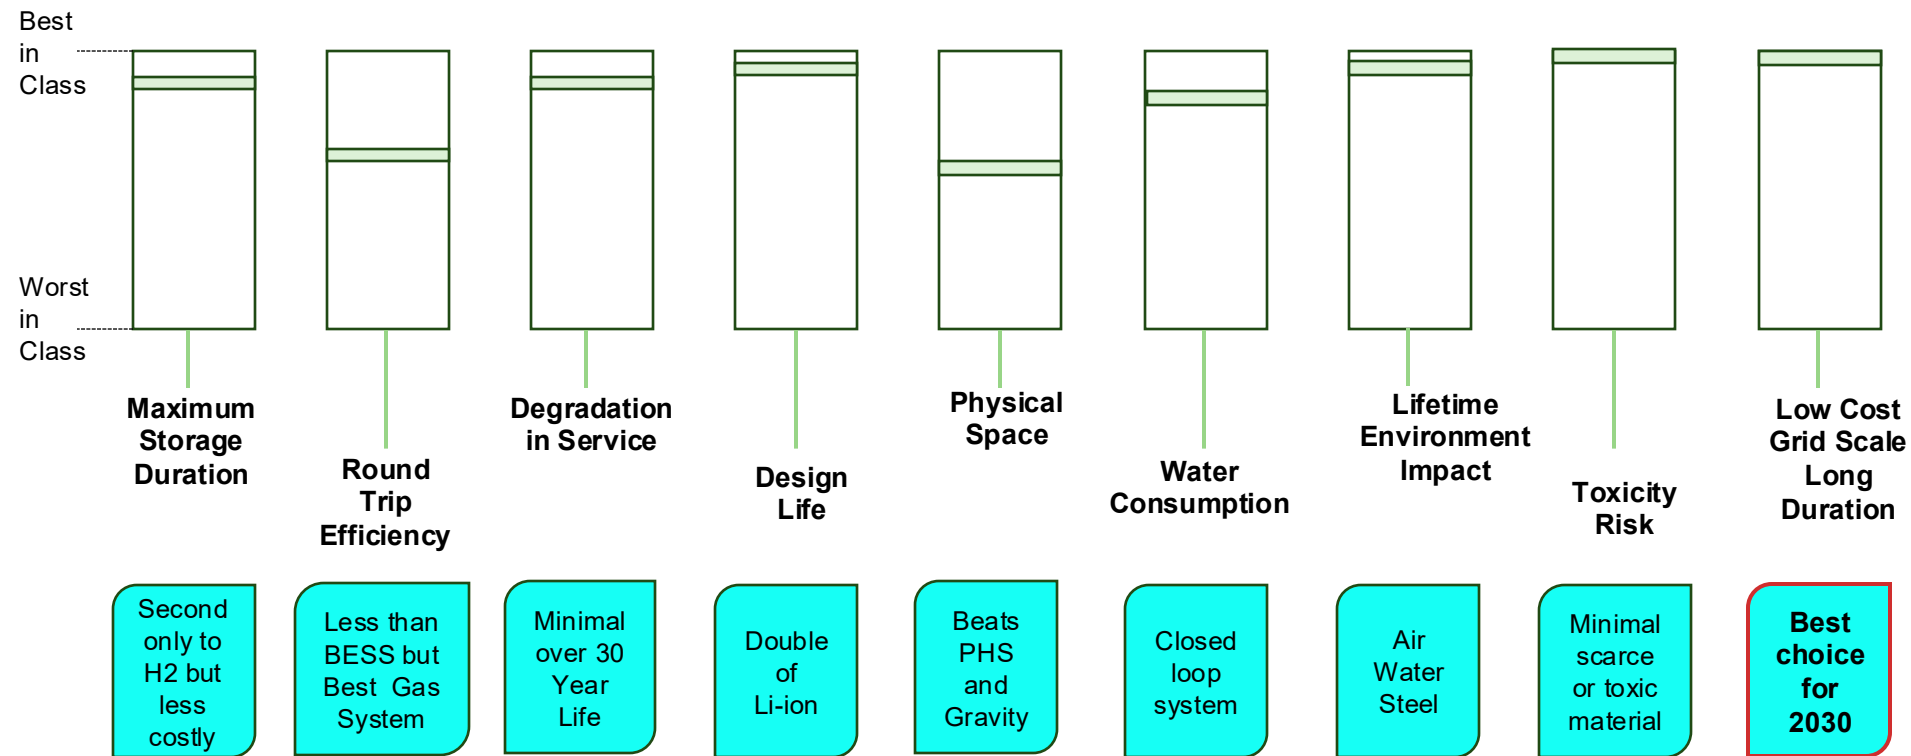 Best
in
Class
Worst
in
Class
Maximum
Storage
Duration
Round
Trip
Efficiency
Degradation
in Service
Design
Life
Physical
Space
Water
Consumption
Lifetime
Environment
Impact
Toxicity
Risk
Low Cost
Grid Scale
Long
Duration
Second
only to
H2 but
less
costly
Less than
BESS but
Best Gas
System
Minimal
over 30
Year
Life
Double
of
Li-ion
Beats
PHS
and
Gravity
Closed
loop
system
Air
Water
Steel
Minimal
scarce
or toxic
material
Best
choice
for
2030